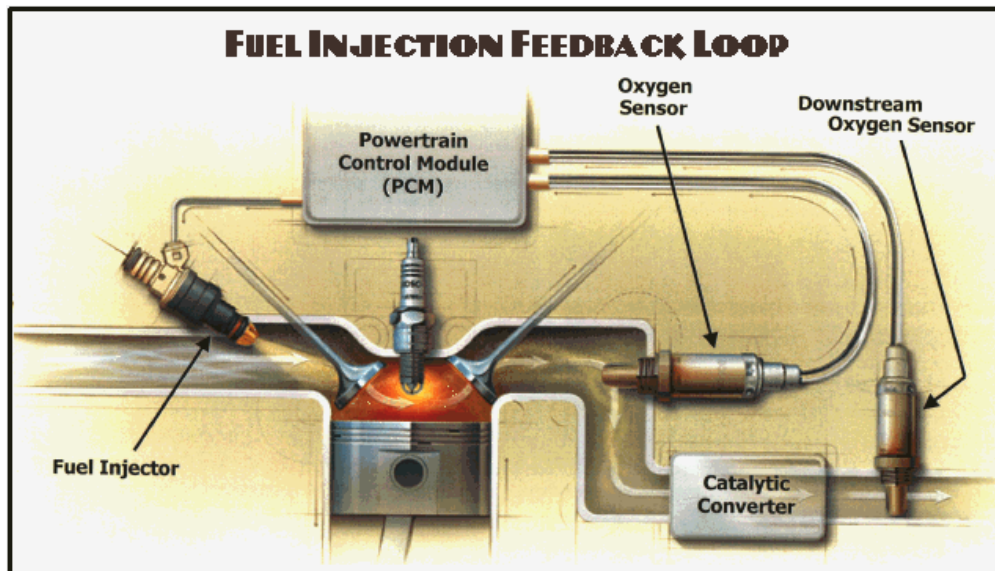 FUEL INJECTION FEEDBACK LOOP
Oxygen
Sensor
Downstream
Oxygen Sensor
Powertrain
Control Module
(PCM)
Fuel Injector
Catalytic
Converter